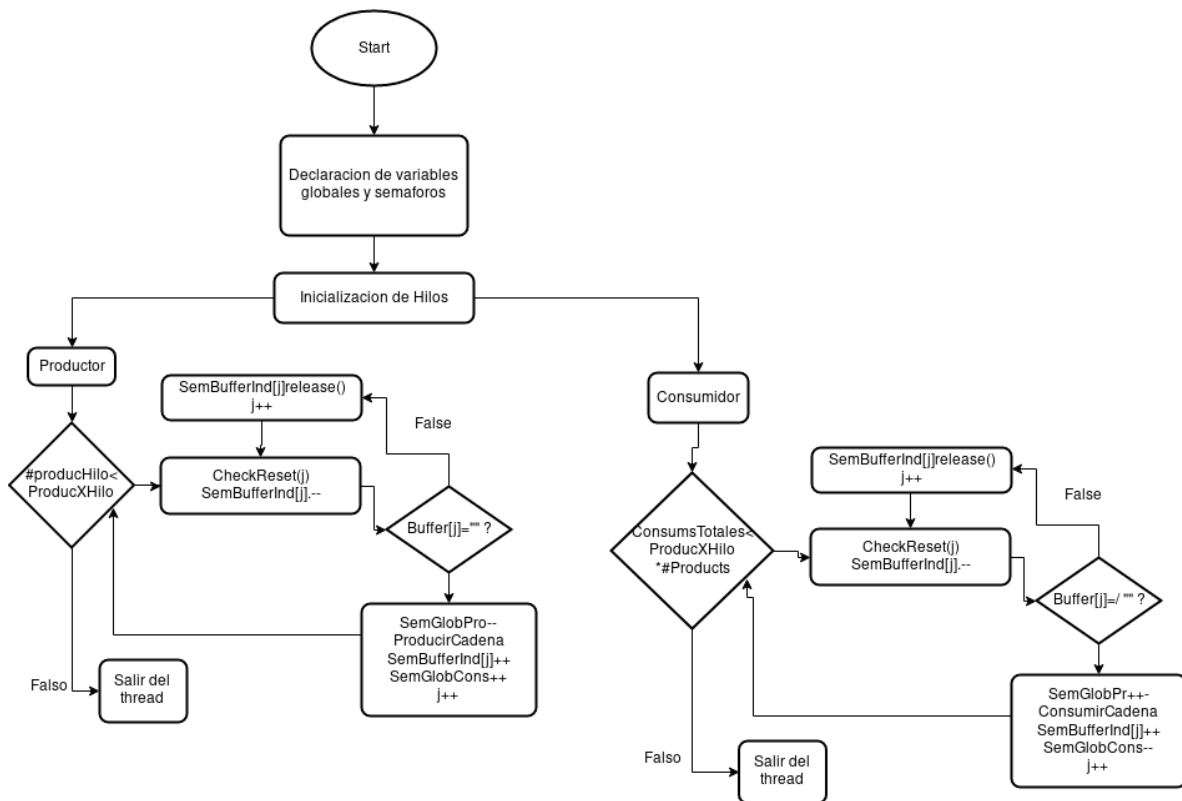 Start
Declaracion de variables
globales y semaforos
Inicializacion de Hilos
Productor
SemBufferInd[j]release()
j++
False
#producHilo<
ProducXHilo
CheckReset(j)
SemBufferInd[j].--
Buffer[j]="" ?
SemGlobPro--
ProducirCadena
SemBufferInd[j]++
SemGlobCons++
j++
Falso
Salir del
thread
Consumidor
SemBufferInd[j]release()
j++
False
ConsumsTotales<
ProducXHilo
*#Products
CheckReset(j)
SemBufferInd[j].--
Buffer[j]=/ "" ?
SemGlobPr++-
ConsumirCadena
SemBufferInd[j]++
SemGlobCons--
j++
Falso
Salir del
thread